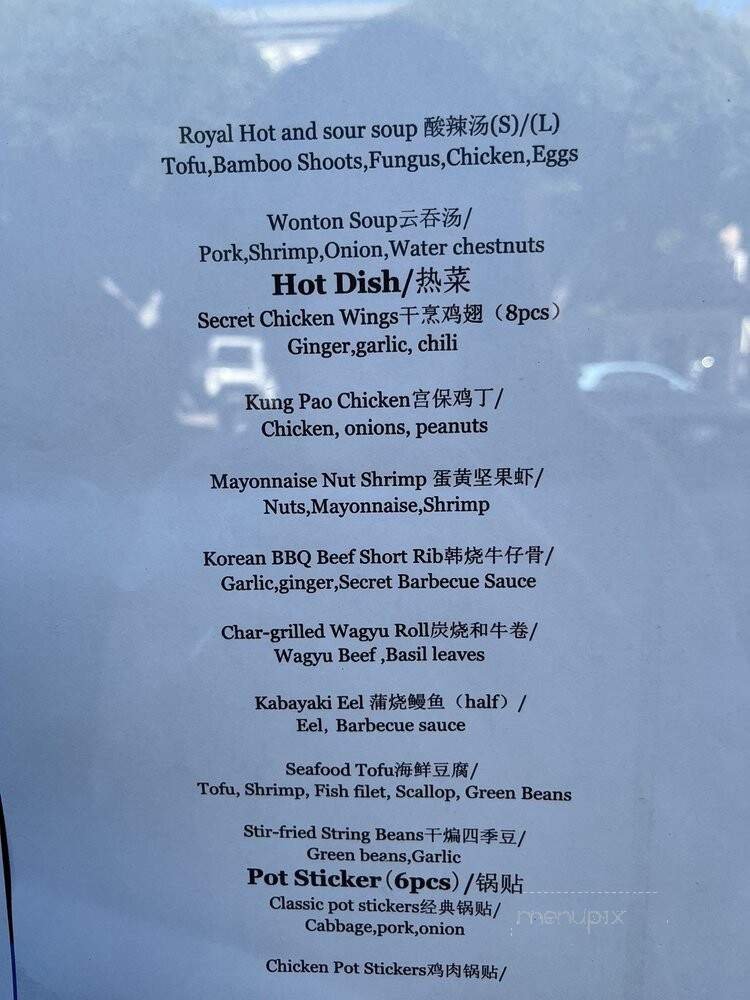 Royal Hot and sour soup 酸辣汤(S)/(L)
Tofu,Bamboo Shoots,Fungus,Chicken,Eggs
Wonton Soup云吞汤/
Pork,Shrimp,Onion,Water chestnuts
Hot Dish/热菜
Secret Chicken Wings干烹鸡翅（8pcs）
Ginger,garlic, chili
Kung Pao Chicken宫保鸡丁/
Chicken, onions, peanuts
Mayonnaise Nut Shrimp 蛋黄坚果虾/
Nuts,Mayonnaise,Shrimp
Korean BBQ Beef Short Rib韩烧牛仔骨/
Garlic,ginger,Secret Barbecue Sauce
Char-grilled Wagyu Roll炭烧和牛卷/
Wagyu Beef ,Basil leaves
Kabayaki Eel 蒲烧鳗鱼（half）/
Eel, Barbecue sauce
Seafood Tofu海鲜豆腐/
Tofu, Shrimp, Fish filet, Scallop, Green Beans
Stir-fried String Beans干煸四季豆/
Green beans,Garlic
Pot Sticker（6pcs）/锅贴
Classic pot stickers经典锅贴/
Cabbage,pork,onion
Chicken Pot Stickers鸡肉锅贴/
menupix